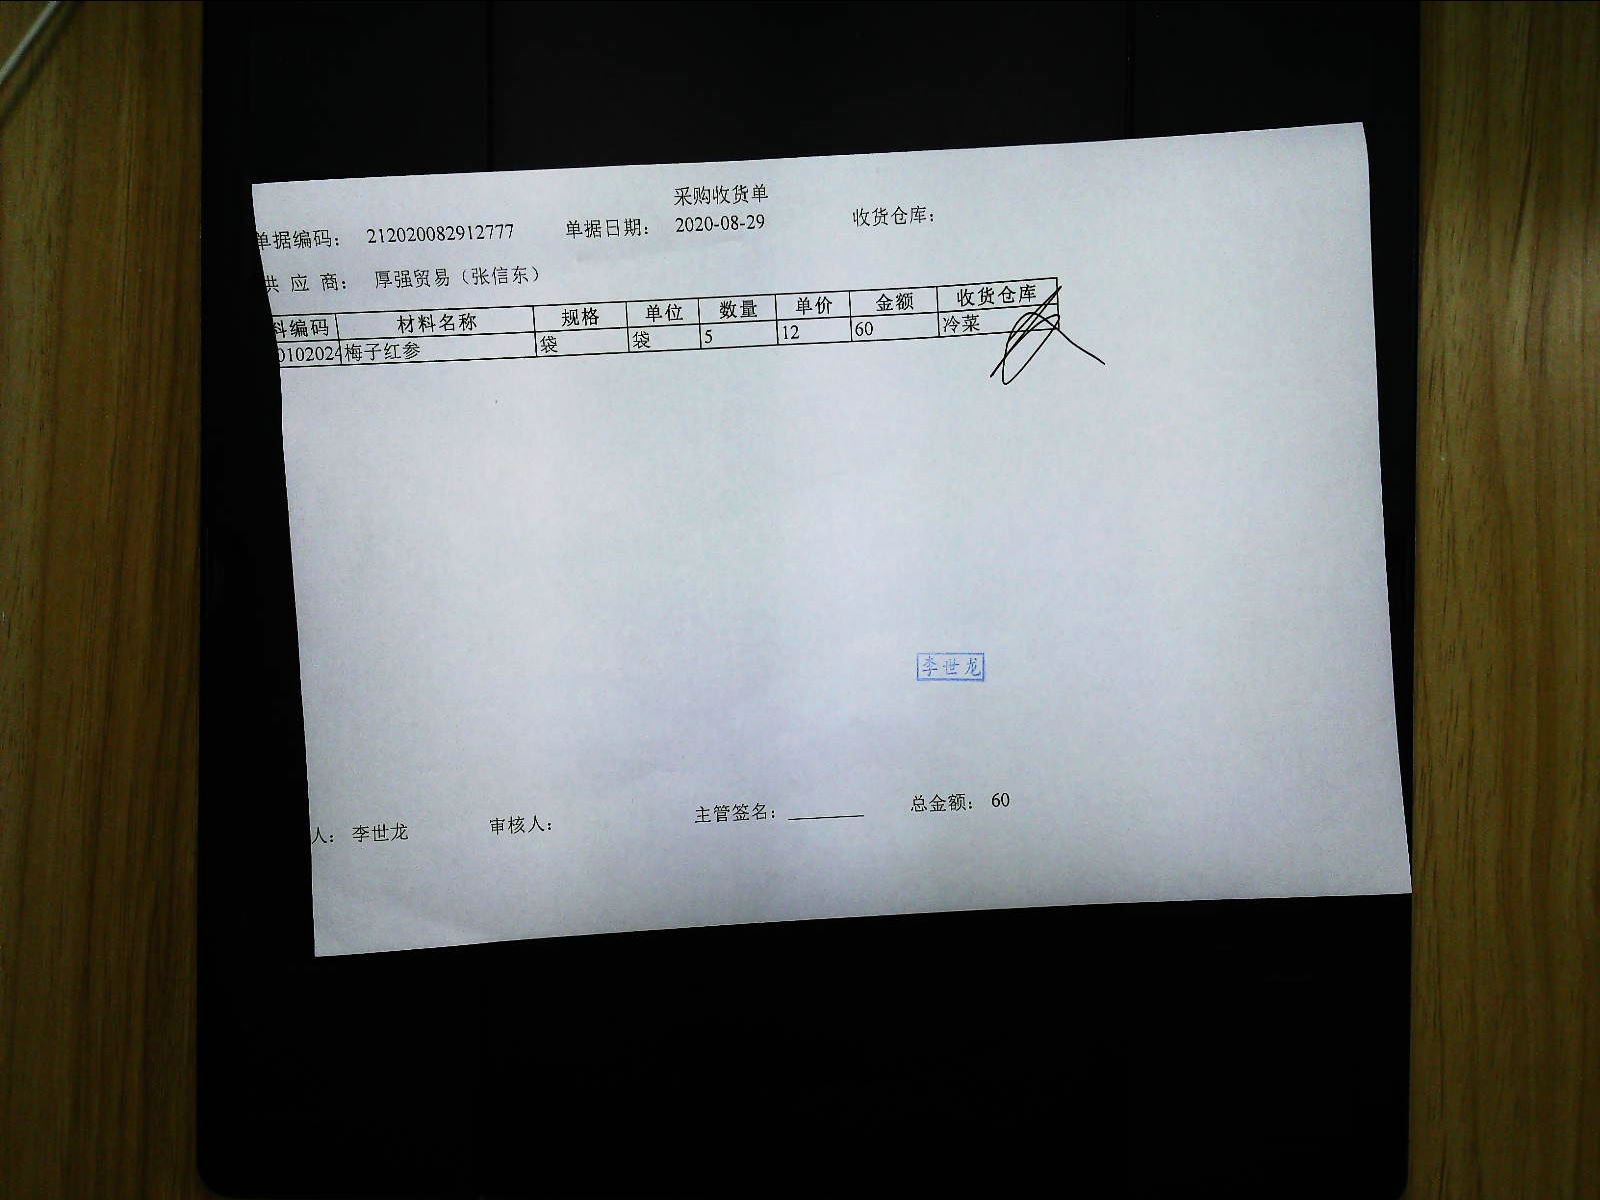 采购收货单
单据编码： 212020082912777 单据日期： 2020-08-29 收货仓库：
供 应 商： 厚强贸易（张信东）
料编码 材料名称 规格 单位 数量 单价 金额 收货仓库
0102024 梅子红参 袋 袋 5 12 60 冷菜
李世龙
人： 李世龙 审核人： 主管签名： 总金额： 60